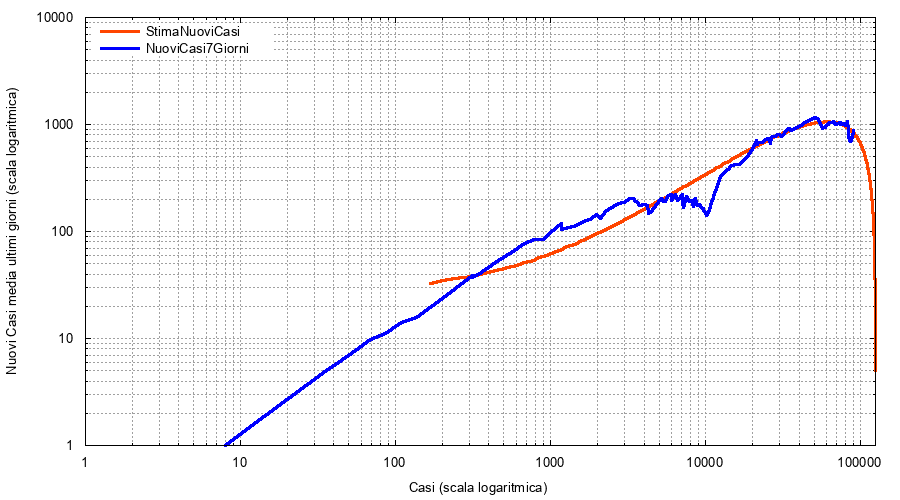 10000
StimaNuoviCasi
NuoviCasi7Giorni
1000
100
10
1
Nuovi Casi media ultimi giorni (scala logaritmica)
1 10 100 1000 10000 100000
Casi (scala logaritmica)